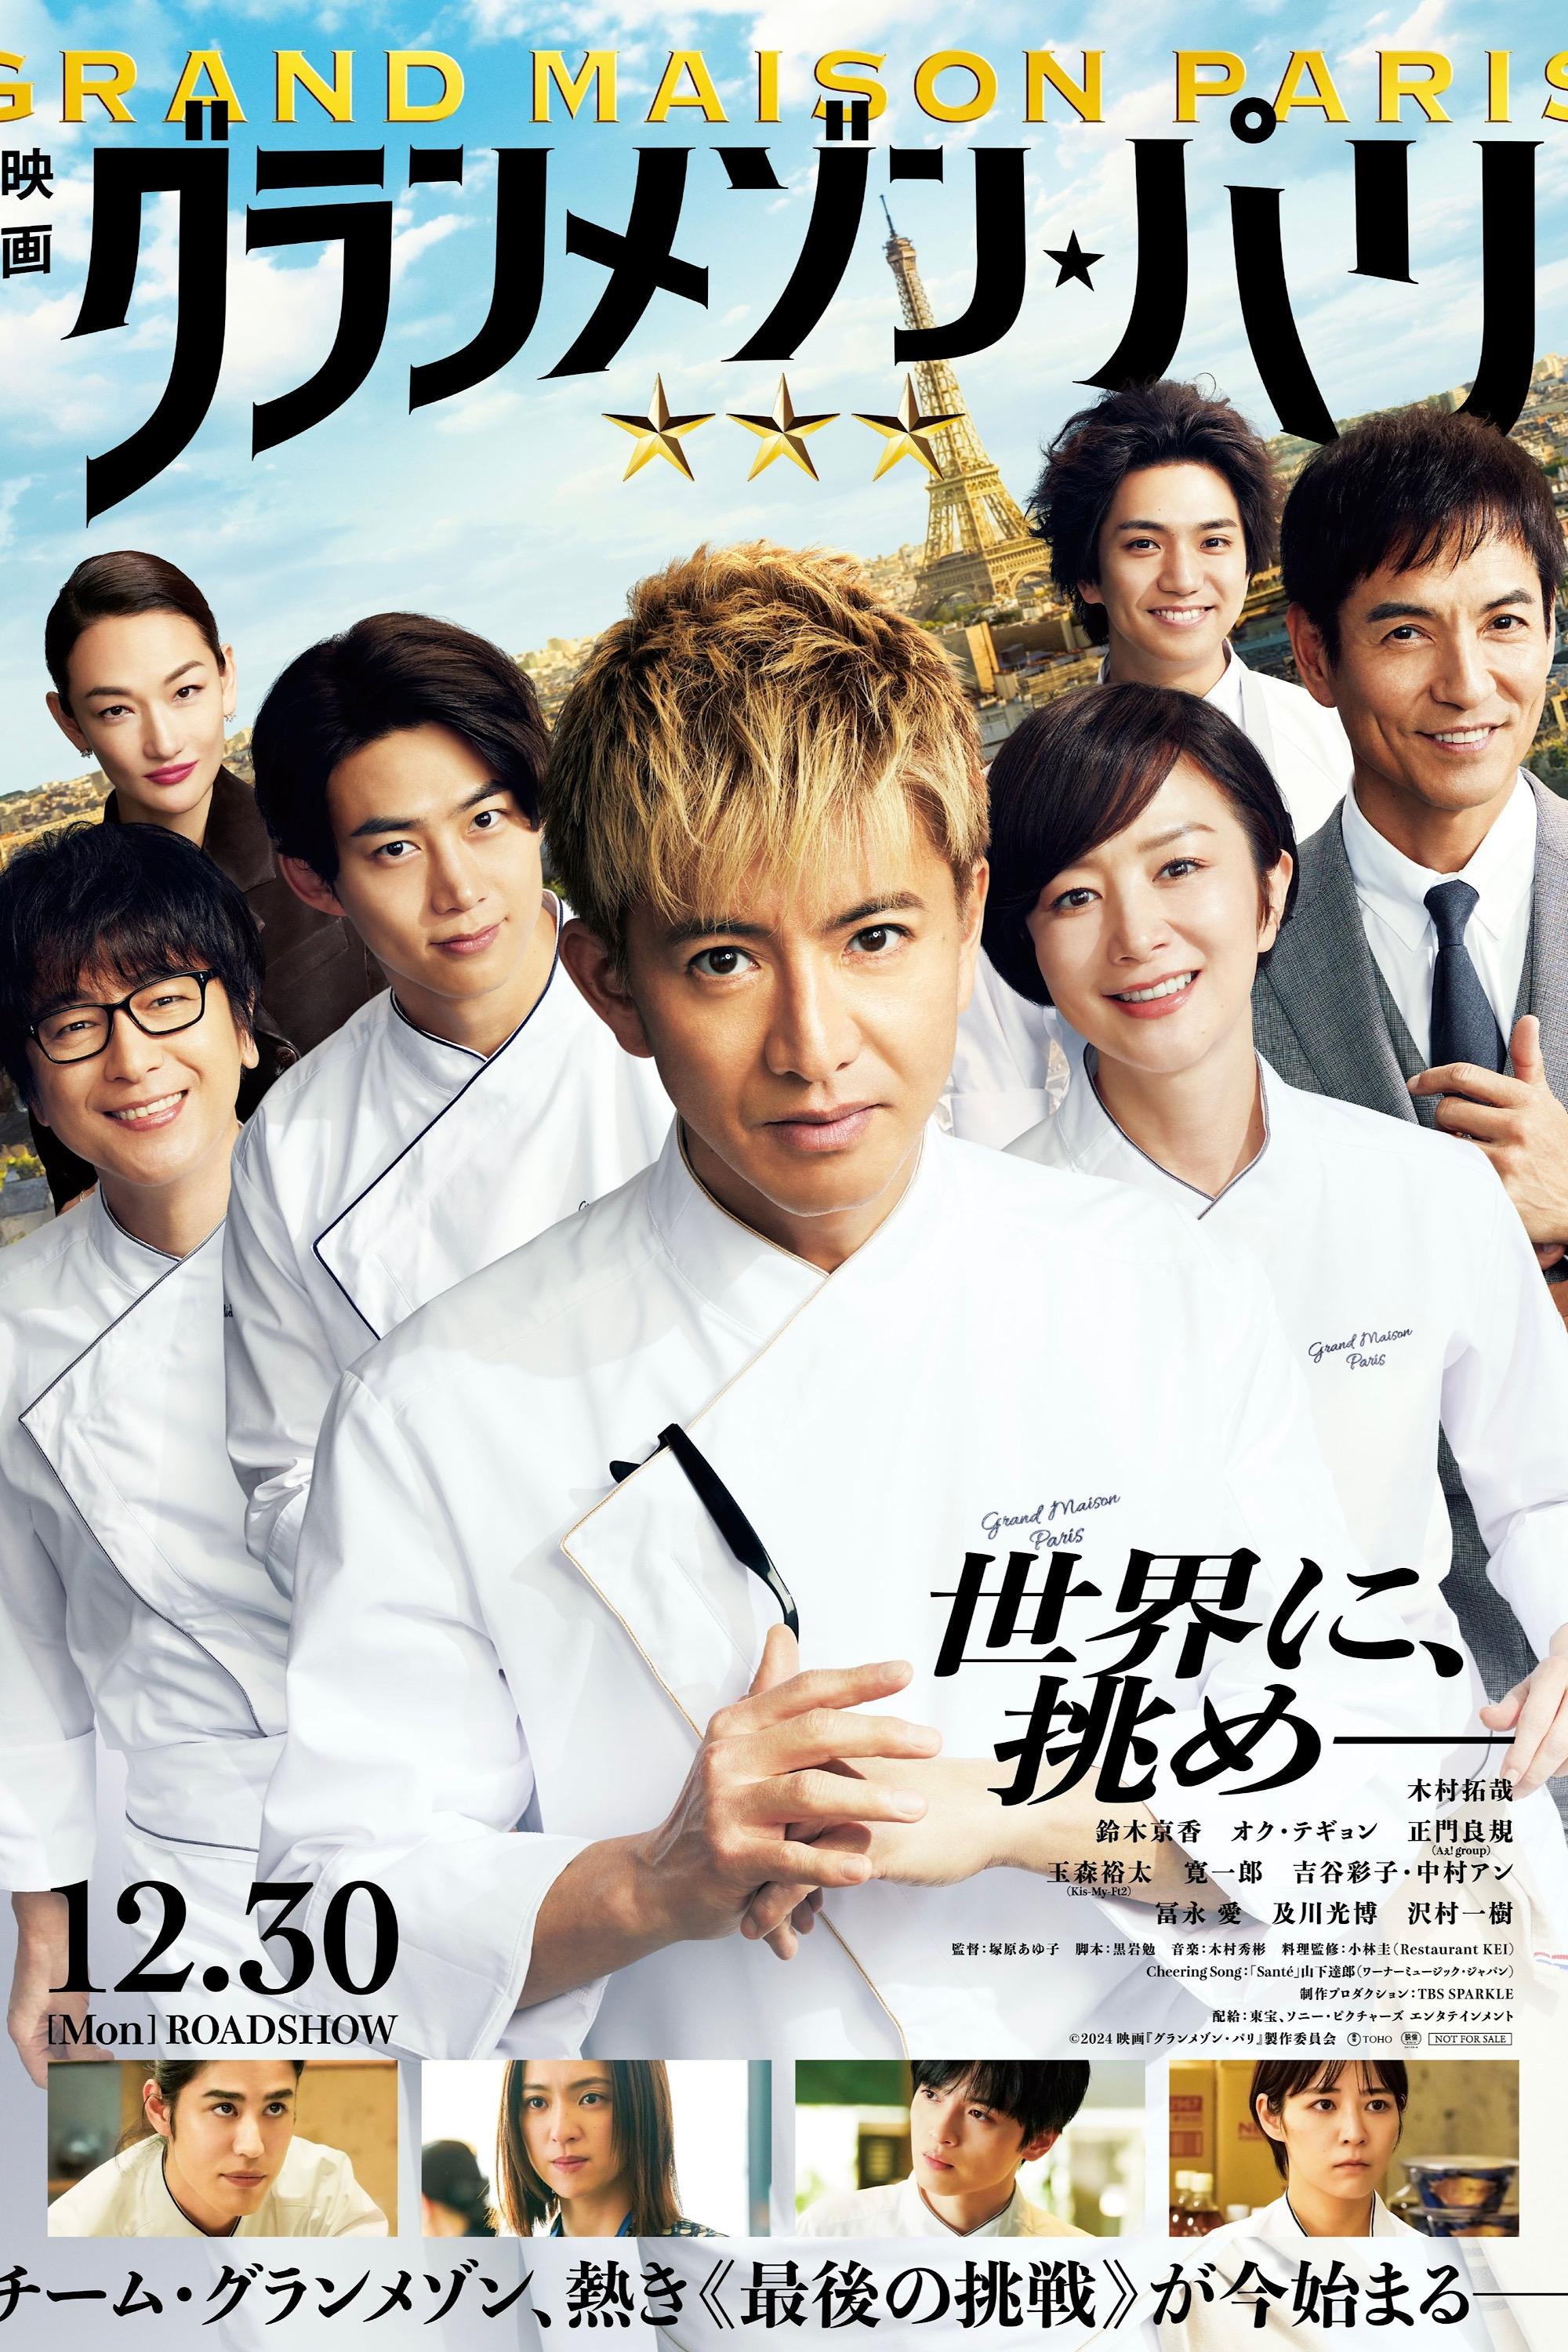 GRAND MAISON PARIS
映画
グランメゾン★パリ
Grand Maison
Paris
Grand Maison
Paris
世界に、
挑め——
木村拓哉
鈴木京香 オク・テギョン 正門良規
(Aぇ! group)
玉森裕太 寛一郎 吉谷彩子・中村アン
(Kis-My-Ft2)
冨永 愛 及川光博 沢村一樹
監督:塚原あゆ子 脚本:黒岩勉 音楽:木村秀彬 料理監修:小林圭(Restaurant KEI)
Cheering Song:「Santé」山下達郎(ワーナーミュージック・ジャパン)
制作プロダクション:TBS SPARKLE
配給:東宝、ソニー・ピクチャーズ エンタテインメント
©2024 映画『グランメゾン・パリ』製作委員会 TOHO 映倫 NOT FOR SALE
12.30
[Mon] ROADSHOW
チーム・グランメゾン、熱き《最後の挑戦》が今始まる——